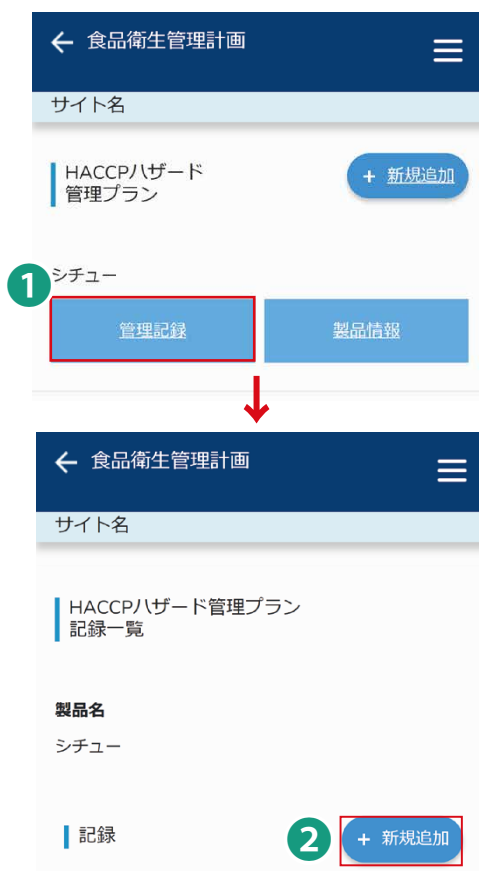 食品衛生管理計画
サイト名
HACCPハザード
管理プラン
+ 新規追加
1
シチュー
管理記録
製品情報
食品衛生管理計画
サイト名
HACCPハザード管理プラン
記録一覧
製品名
シチュー
記録
2
+ 新規追加